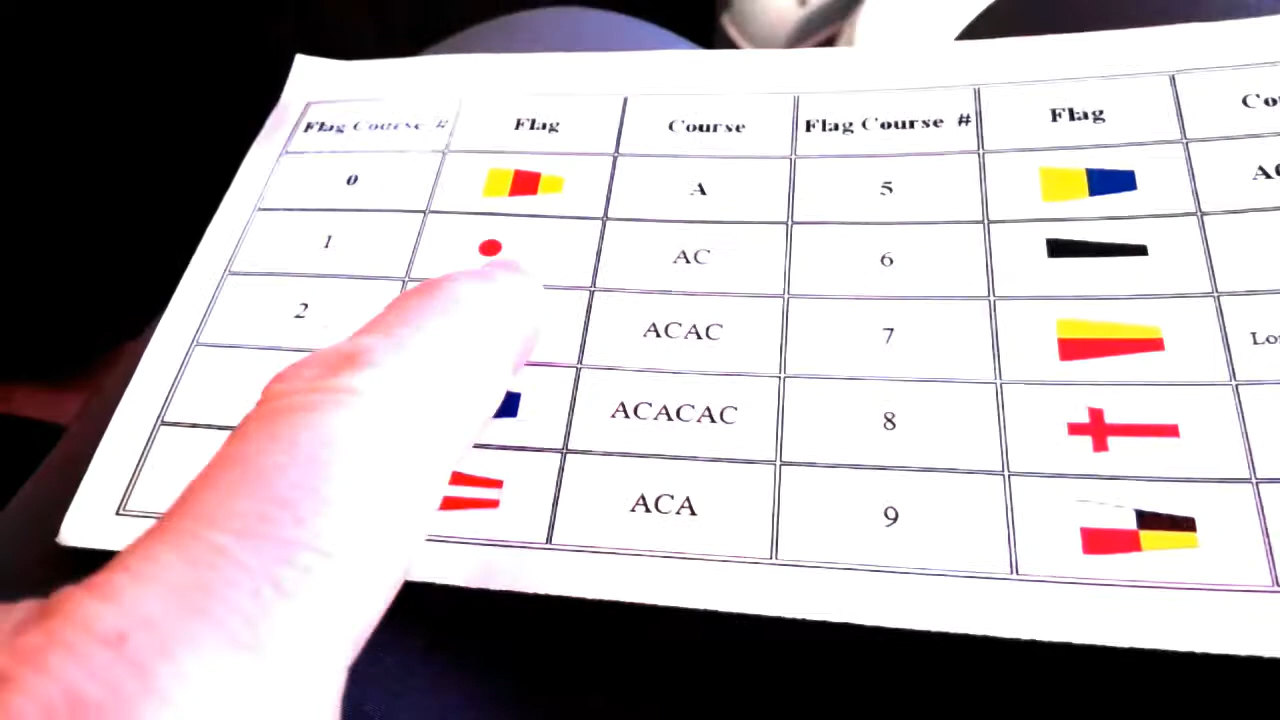 Flag Course # Flag Course Flag Course # Flag
0 A 5
1 AC 6
2 ACAC 7
ACACAC 8
ACA 9